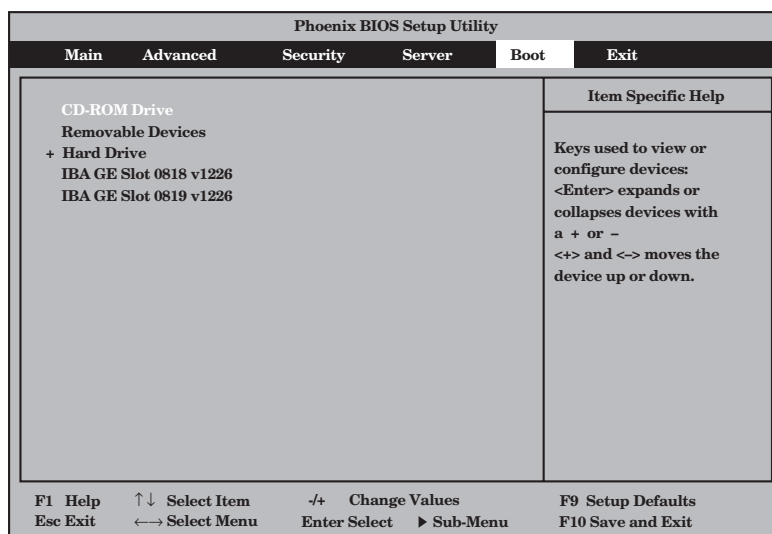 Phoenix BIOS Setup Utility
Main Advanced Security Server Boot Exit
CD-ROM Drive
Removable Devices
+ Hard Drive
IBA GE Slot 0818 v1226
IBA GE Slot 0819 v1226
Item Specific Help
Keys used to view or
configure devices:
<Enter> expands or
collapses devices with
a + or –
<+> and <–> moves the
device up or down.
F1 Help ↑↓ Select Item -/+ Change Values F9 Setup Defaults
Esc Exit ←→ Select Menu Enter Select ▶ Sub-Menu F10 Save and Exit